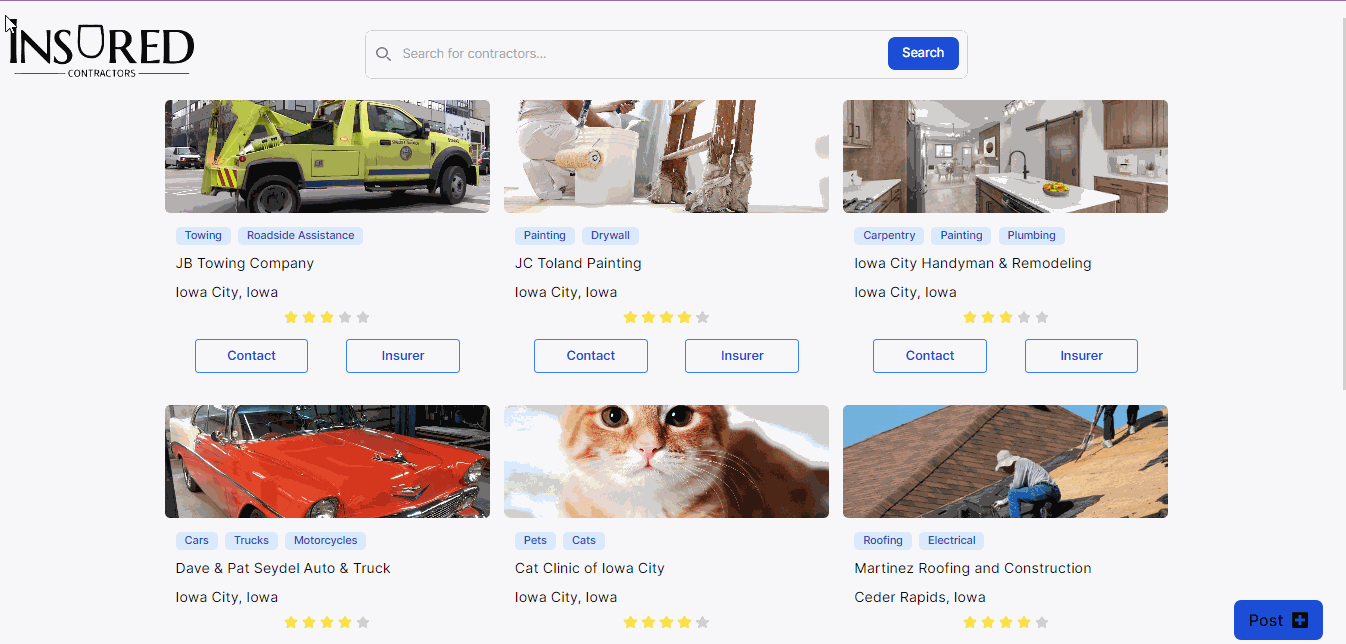 INSURED
CONTRACTORS
Search for contractors...
Search
Towing Roadside Assistance
JB Towing Company
Iowa City, Iowa
Contact Insurer
Painting Drywall
JC Toland Painting
Iowa City, Iowa
Contact Insurer
Carpentry Painting Plumbing
Iowa City Handyman & Remodeling
Iowa City, Iowa
Contact Insurer
Cars Trucks Motorcycles
Dave & Pat Seydel Auto & Truck
Iowa City, Iowa
Pets Cats
Cat Clinic of Iowa City
Iowa City, Iowa
Roofing Electrical
Martinez Roofing and Construction
Ceder Rapids, Iowa
Post